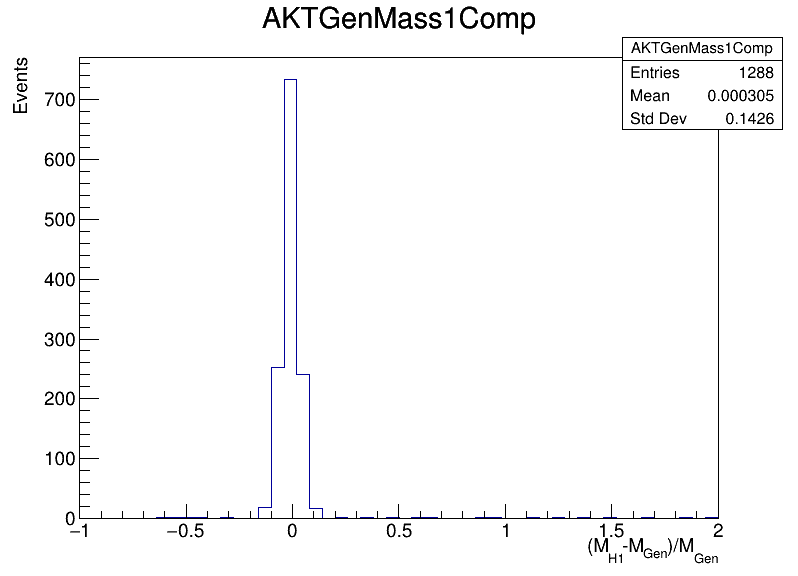 AKTGenMass1Comp
AKTGenMass1Comp
Entries 1288
Mean 0.000305
Std Dev 0.1426
Events
700
600
500
400
300
200
100
0
−1 −0.5 0 0.5 1 1.5 2
(M_H1-M_Gen)/M_Gen